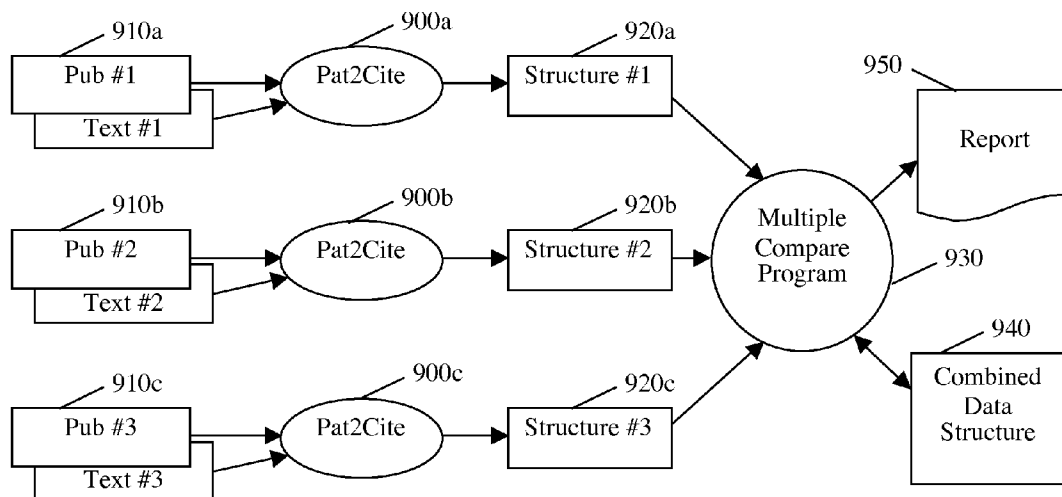 910a
900a
920a
Pub #1
Text #1
Pat2Cite
Structure #1
950
Report
910b
900b
920b
Pub #2
Text #2
Pat2Cite
Structure #2
Multiple
Compare
Program
930
940
910c
900c
920c
Pub #3
Text #3
Pat2Cite
Structure #3
Combined
Data
Structure